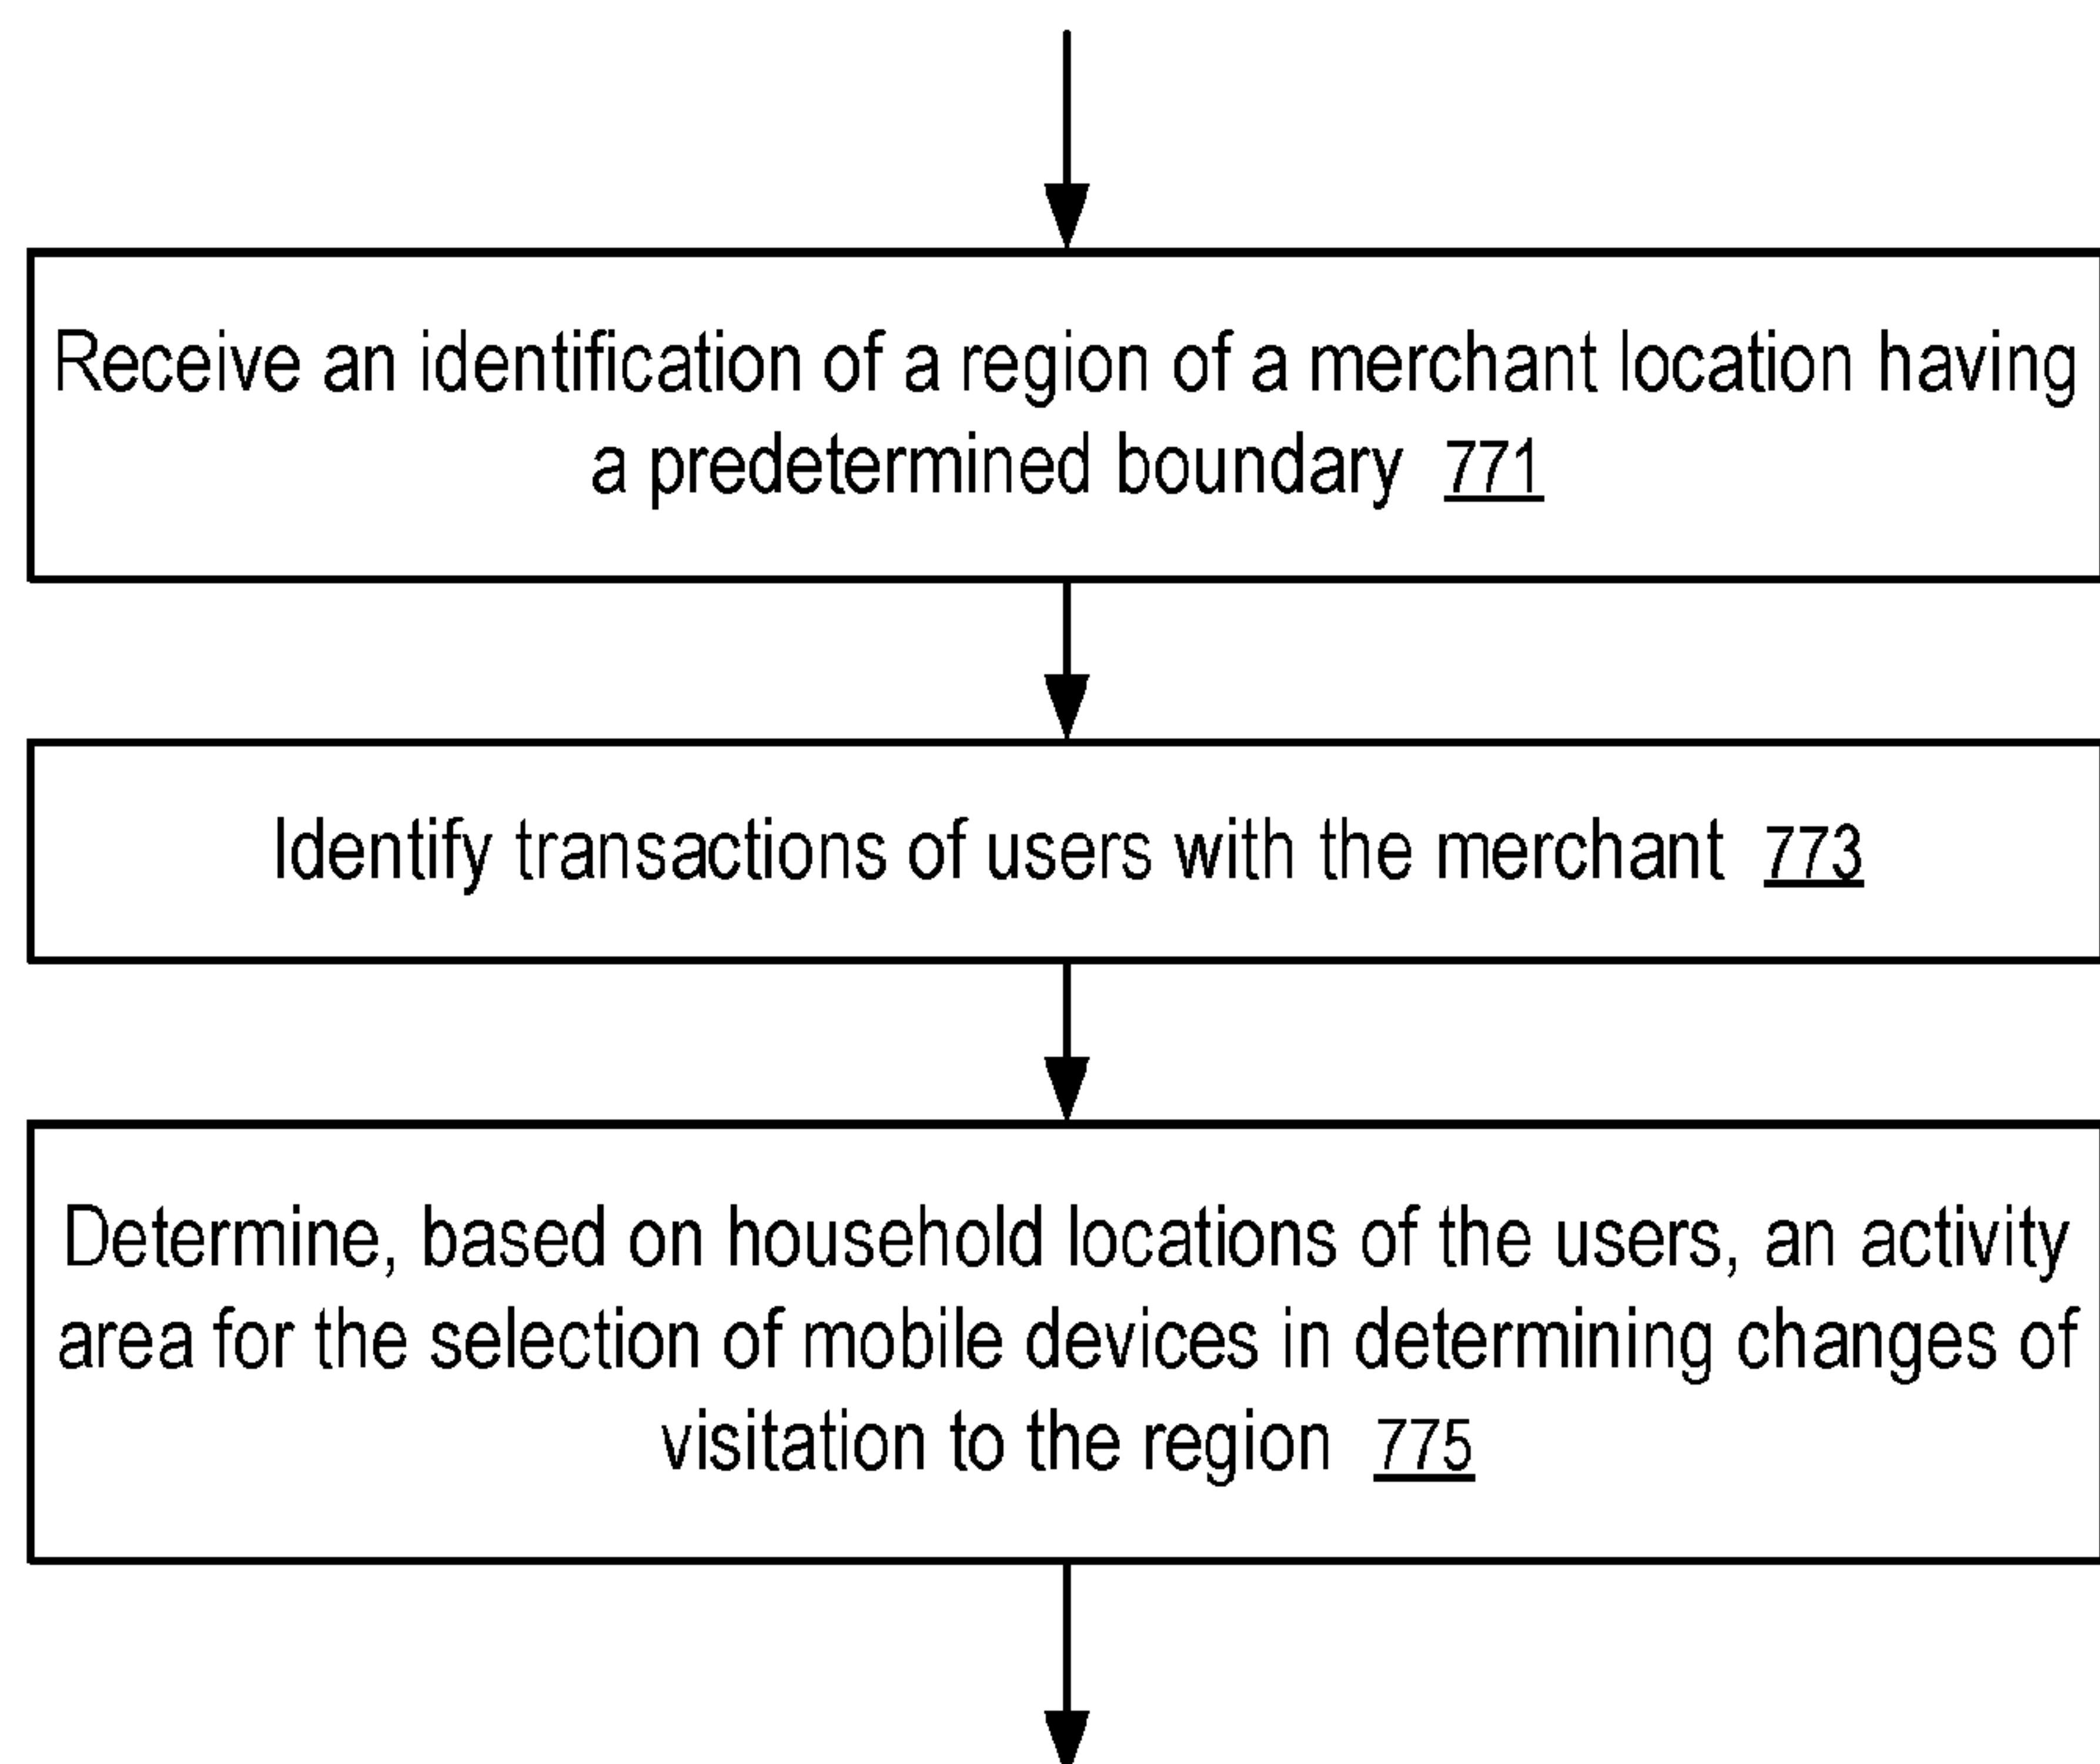 Receive an identification of a region of a merchant location having
a predetermined boundary 771
Identify transactions of users with the merchant 773
Determine, based on household locations of the users, an activity
area for the selection of mobile devices in determining changes of
visitation to the region 775